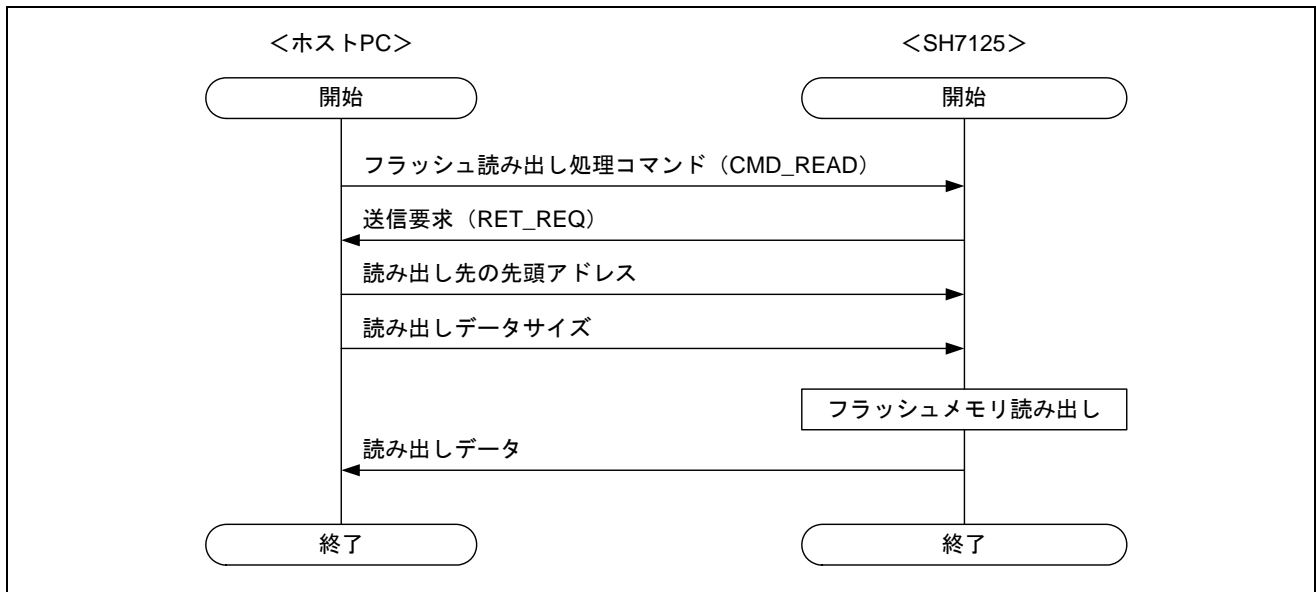 ＜ホストPC＞
＜SH7125＞
開始
開始
フラッシュ読み出し処理コマンド（CMD_READ）
送信要求（RET_REQ）
読み出し先の先頭アドレス
読み出しデータサイズ
フラッシュメモリ読み出し
読み出しデータ
終了
終了